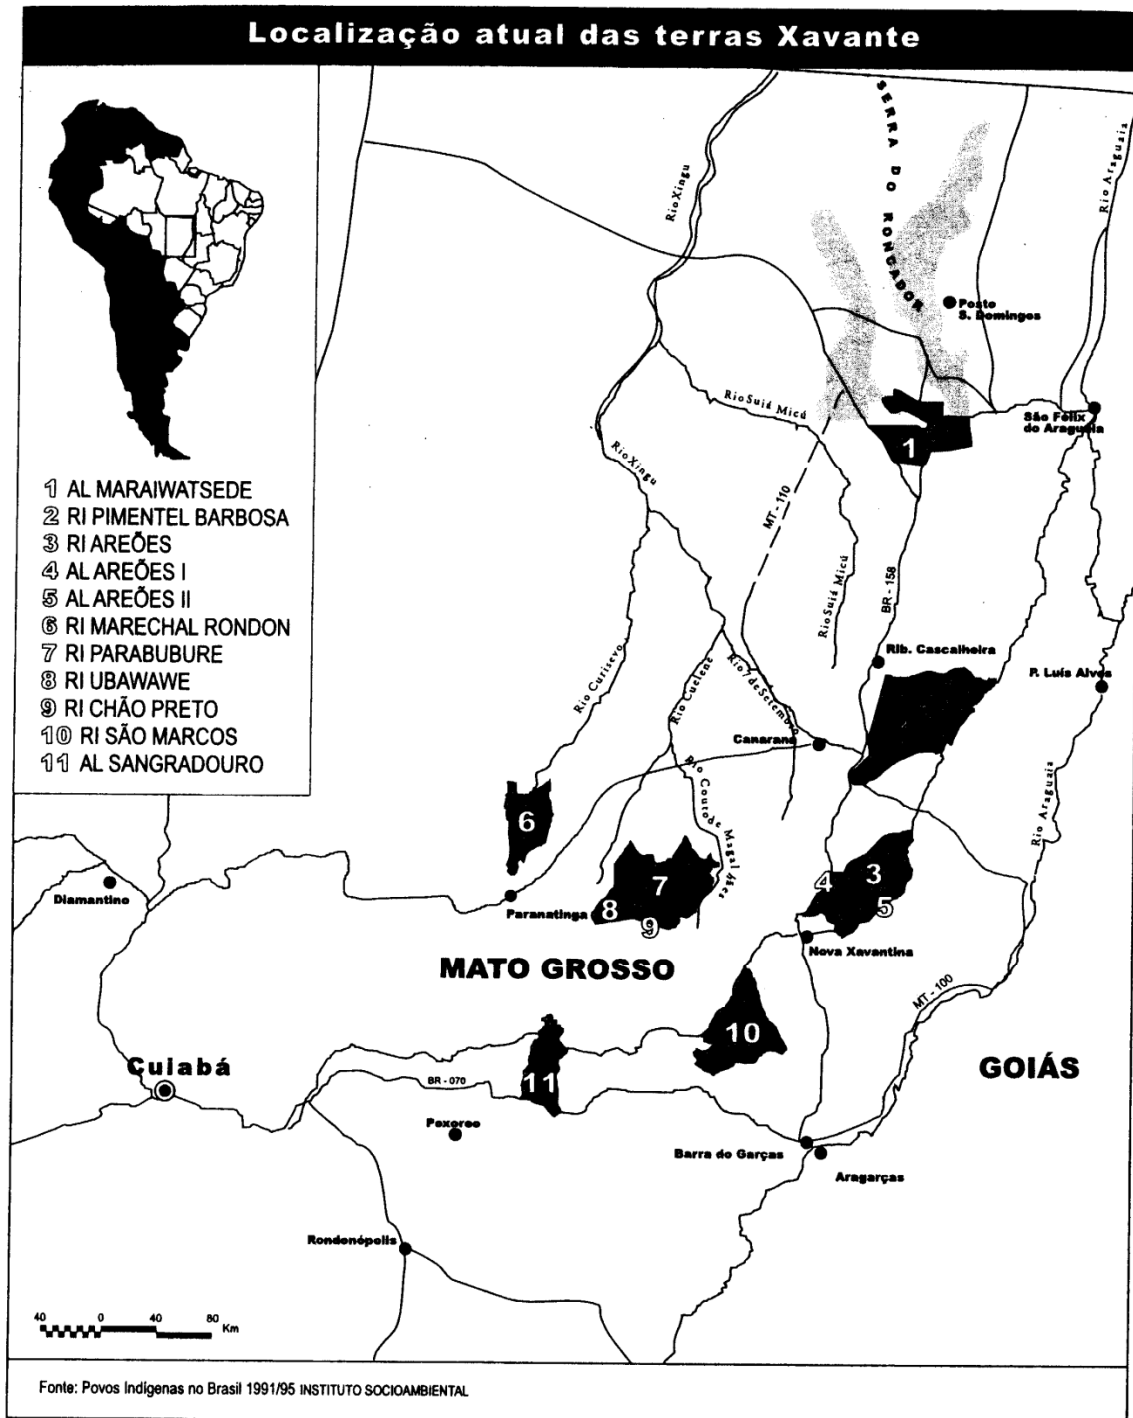 Localização atual das terras Xavante
1 AL MARAIWATSEDE
2 RI PIMENTEL BARBOSA
3 RI AREÕES
4 AL AREÕES I
5 AL AREÕES II
6 RI MARECHAL RONDON
7 RI PARABUBURE
8 RI UBAWAWE
9 RI CHÃO PRETO
10 RI SÃO MARCOS
11 AL SANGRADOURO
SERRA DO RONCADOR
Rio Araguaia
Rio Xingu
Posto
S. Domingos
Rio Suiá Micú
São Félix
do Araguaia
1
Rio Xingu
MT - 110
Rio Suiá Micú
BR - 158
Rib. Cascalheira
P. Luís Alves
Rio Curisevo
Rio Cuelene
Rio 7 de Setembro
Canarana
Rio Couto de Magalhães
Rio Araguaia
6
7
8
9
3
4
5
Diamantino
Paranatinga
Nova Xavantina
MATO GROSSO
MT - 100
10
GOIÁS
Cuiabá
BR - 070
11
Poxoreo
Barra do Garças
Aragarças
Rondonópolis
40 0 40 80
Km
Fonte: Povos Indígenas no Brasil 1991/95 INSTITUTO SOCIOAMBIENTAL